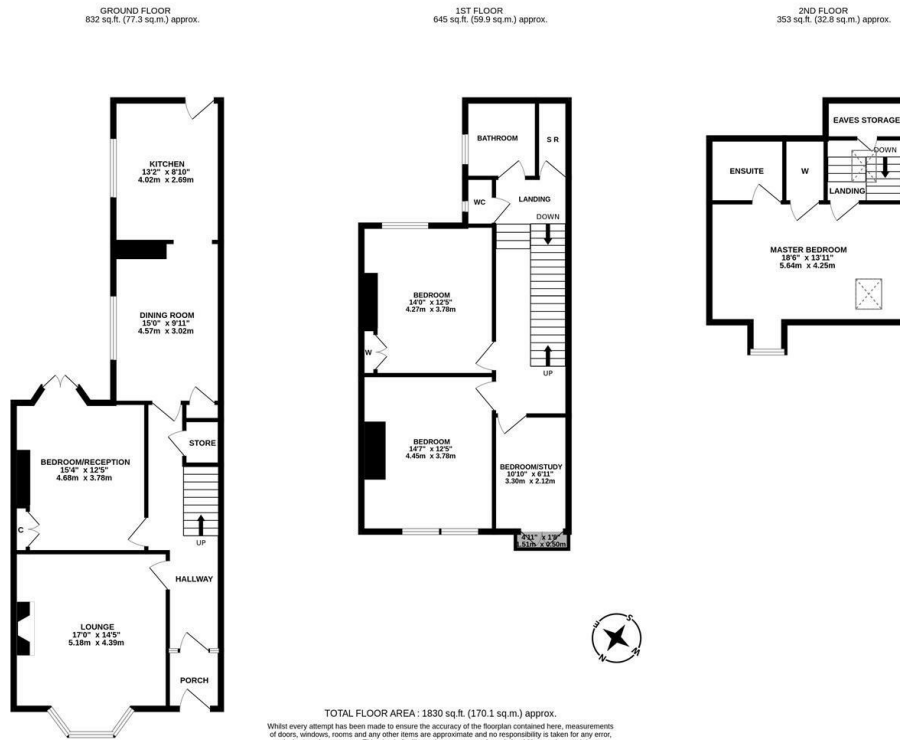 GROUND FLOOR
832 sq.ft. (77.3 sq.m.) approx.
1ST FLOOR
645 sq.ft. (59.9 sq.m.) approx.
2ND FLOOR
353 sq.ft. (32.8 sq.m.) approx.
KITCHEN
13'2" x 8'10"
4.02m x 2.69m
DINING ROOM
15'0" x 9'11"
4.57m x 3.02m
STORE
BEDROOM/RECEPTION
15'4" x 12'5"
4.68m x 3.78m
C
UP
HALLWAY
LOUNGE
17'0" x 14'5"
5.18m x 4.39m
PORCH
BATHROOM
S R
WC
LANDING
DOWN
BEDROOM
14'0" x 12'5"
4.27m x 3.78m
W
UP
BEDROOM
14'7" x 12'5"
4.45m x 3.78m
BEDROOM/STUDY
10'10" x 6'11"
3.30m x 2.12m
4'11" x 1'8"
1.51m x 0.50m
EAVES STORAGE
DOWN
ENSUITE
W
LANDING
MASTER BEDROOM
18'6" x 13'11"
5.64m x 4.25m
S
E
W
N
TOTAL FLOOR AREA : 1830 sq.ft. (170.1 sq.m.) approx.
Whilst every attempt has been made to ensure the accuracy of the floorplan contained here, measurements
of doors, windows, rooms and any other items are approximate and no responsibility is taken for any error,